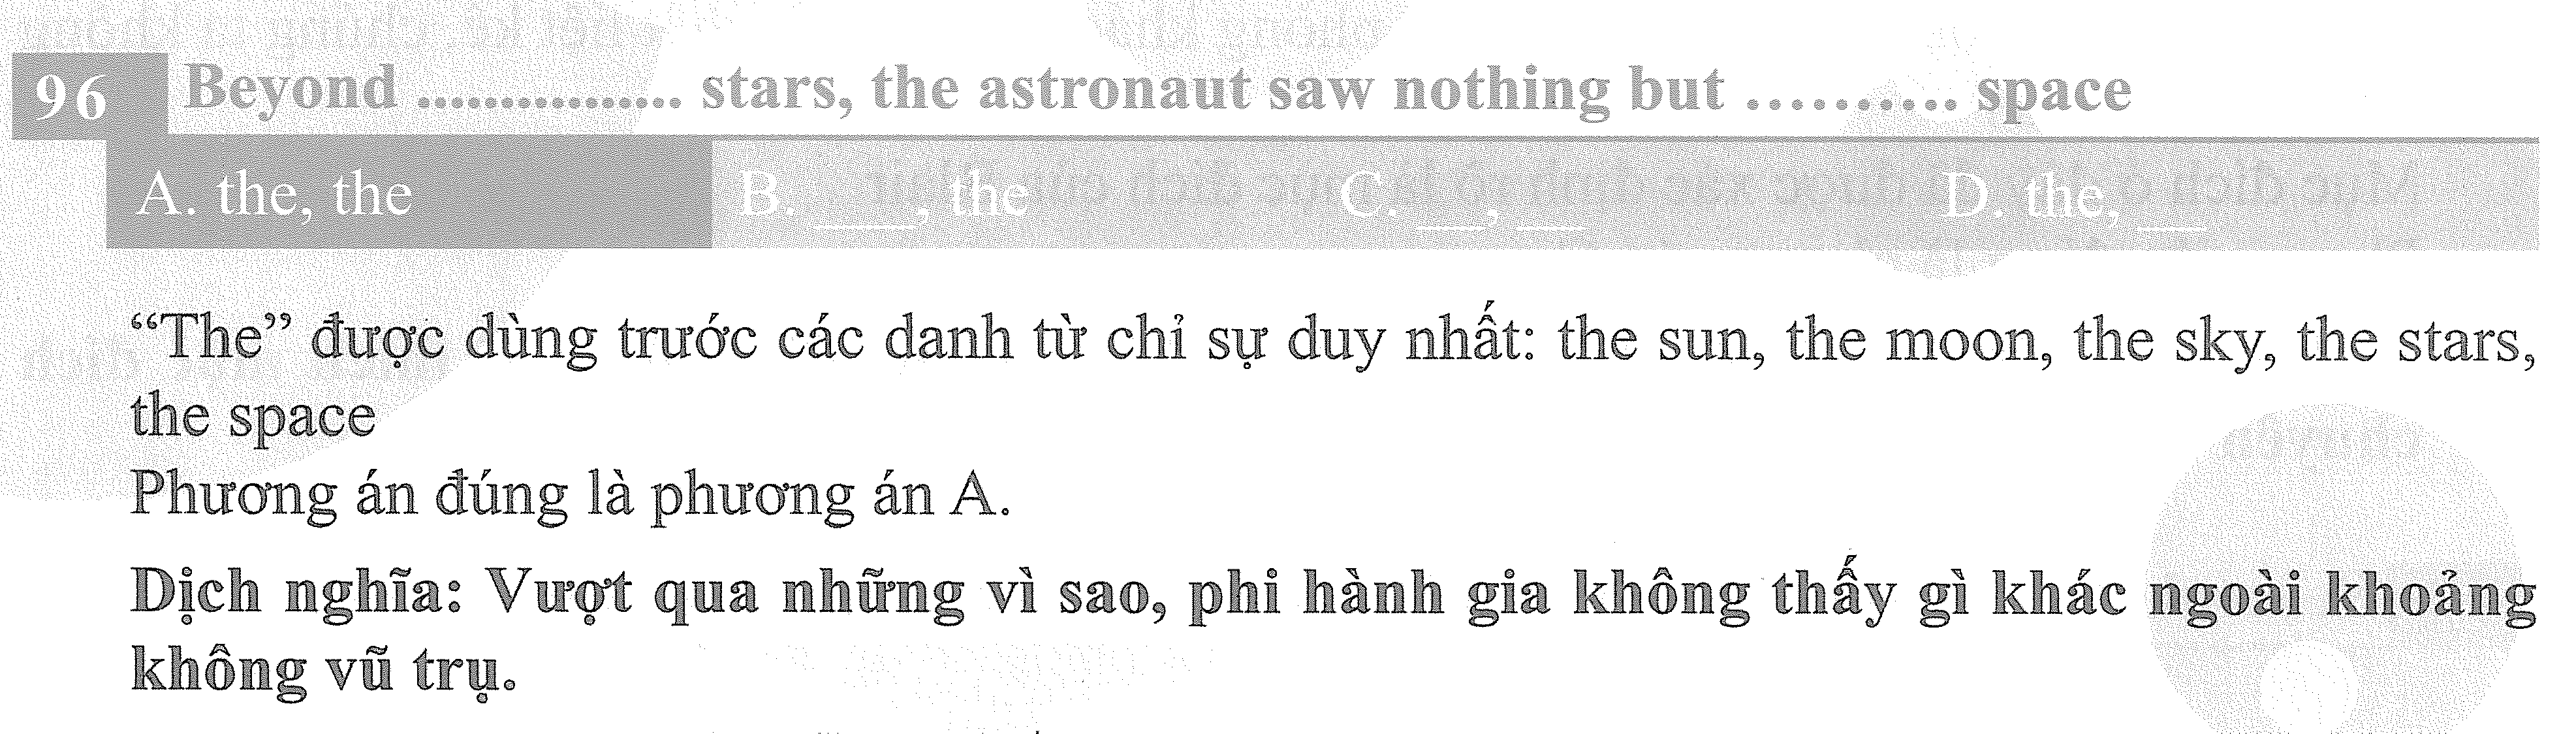 96 Beyond ............... stars, the astronaut saw nothing but .......... space
A. the, the B. ____, the C. ___, ___ D. the, ___
“The” được dùng trước các danh từ chỉ sự duy nhất: the sun, the moon, the sky, the stars,
the space
Phương án đúng là phương án A.
Dịch nghĩa: Vượt qua những vì sao, phi hành gia không thấy gì khác ngoài khoảng
không vũ trụ.